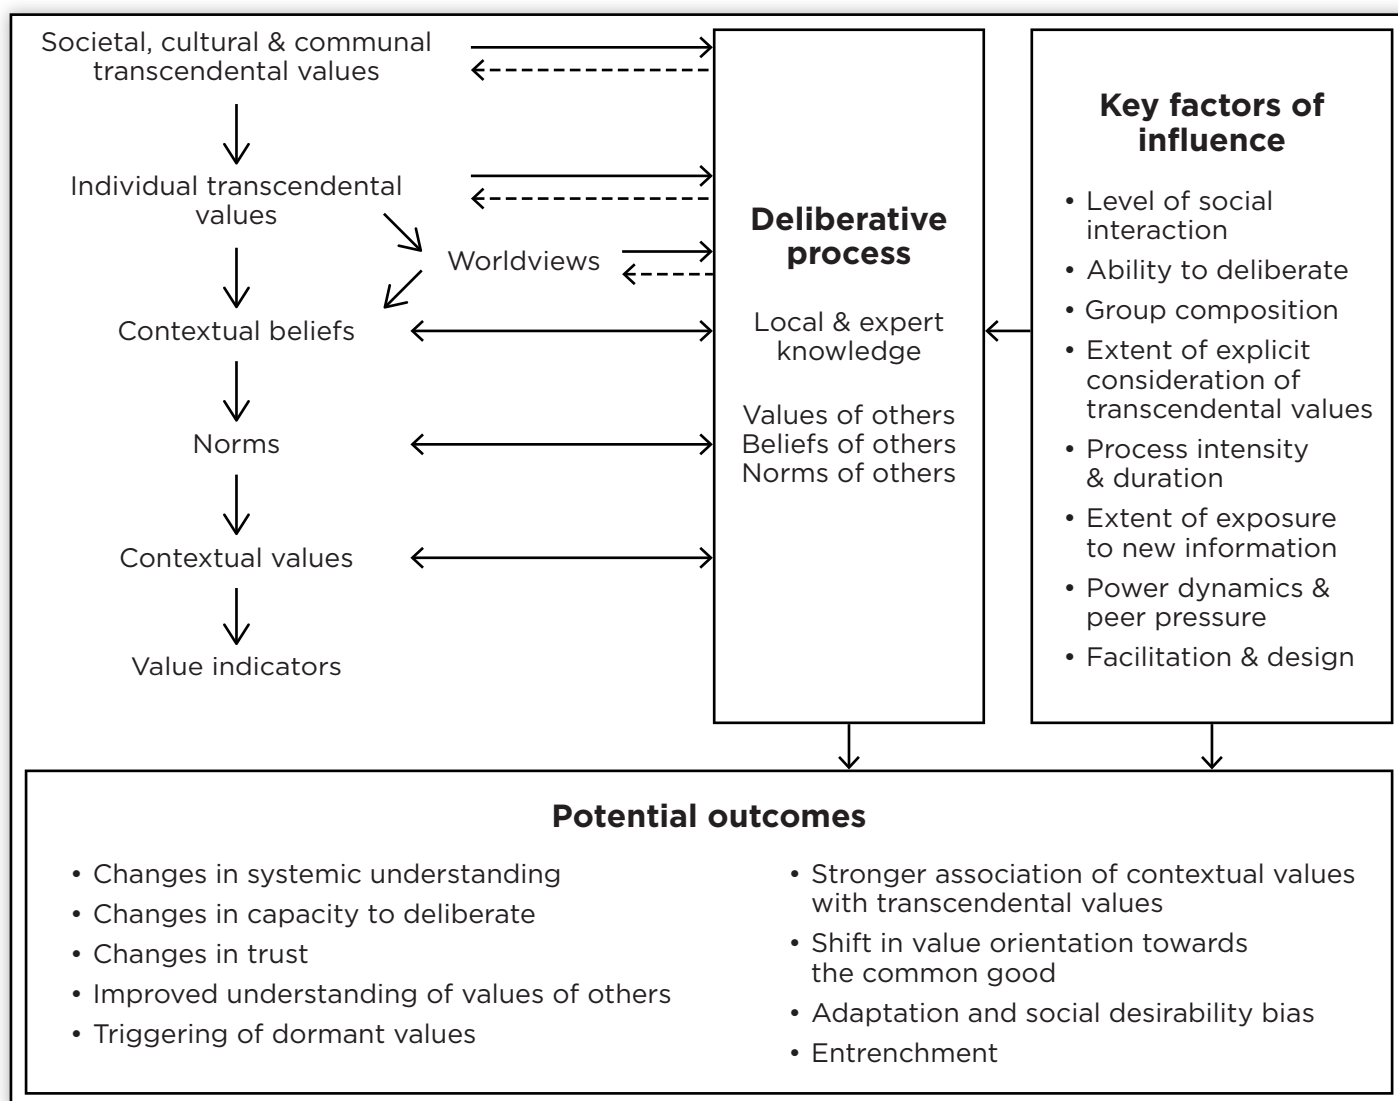 Societal, cultural & communal
transcendental values
Individual transcendental
values
Worldviews
Contextual beliefs
Norms
Contextual values
Value indicators
Deliberative
process
Local & expert
knowledge
Values of others
Beliefs of others
Norms of others
Key factors of
influence
• Level of social
interaction
• Ability to deliberate
• Group composition
• Extent of explicit
consideration of
transcendental values
• Process intensity
& duration
• Extent of exposure
to new information
• Power dynamics &
peer pressure
• Facilitation & design
Potential outcomes
• Changes in systemic understanding
• Changes in capacity to deliberate
• Changes in trust
• Improved understanding of values of others
• Triggering of dormant values
• Stronger association of contextual values
with transcendental values
• Shift in value orientation towards
the common good
• Adaptation and social desirability bias
• Entrenchment